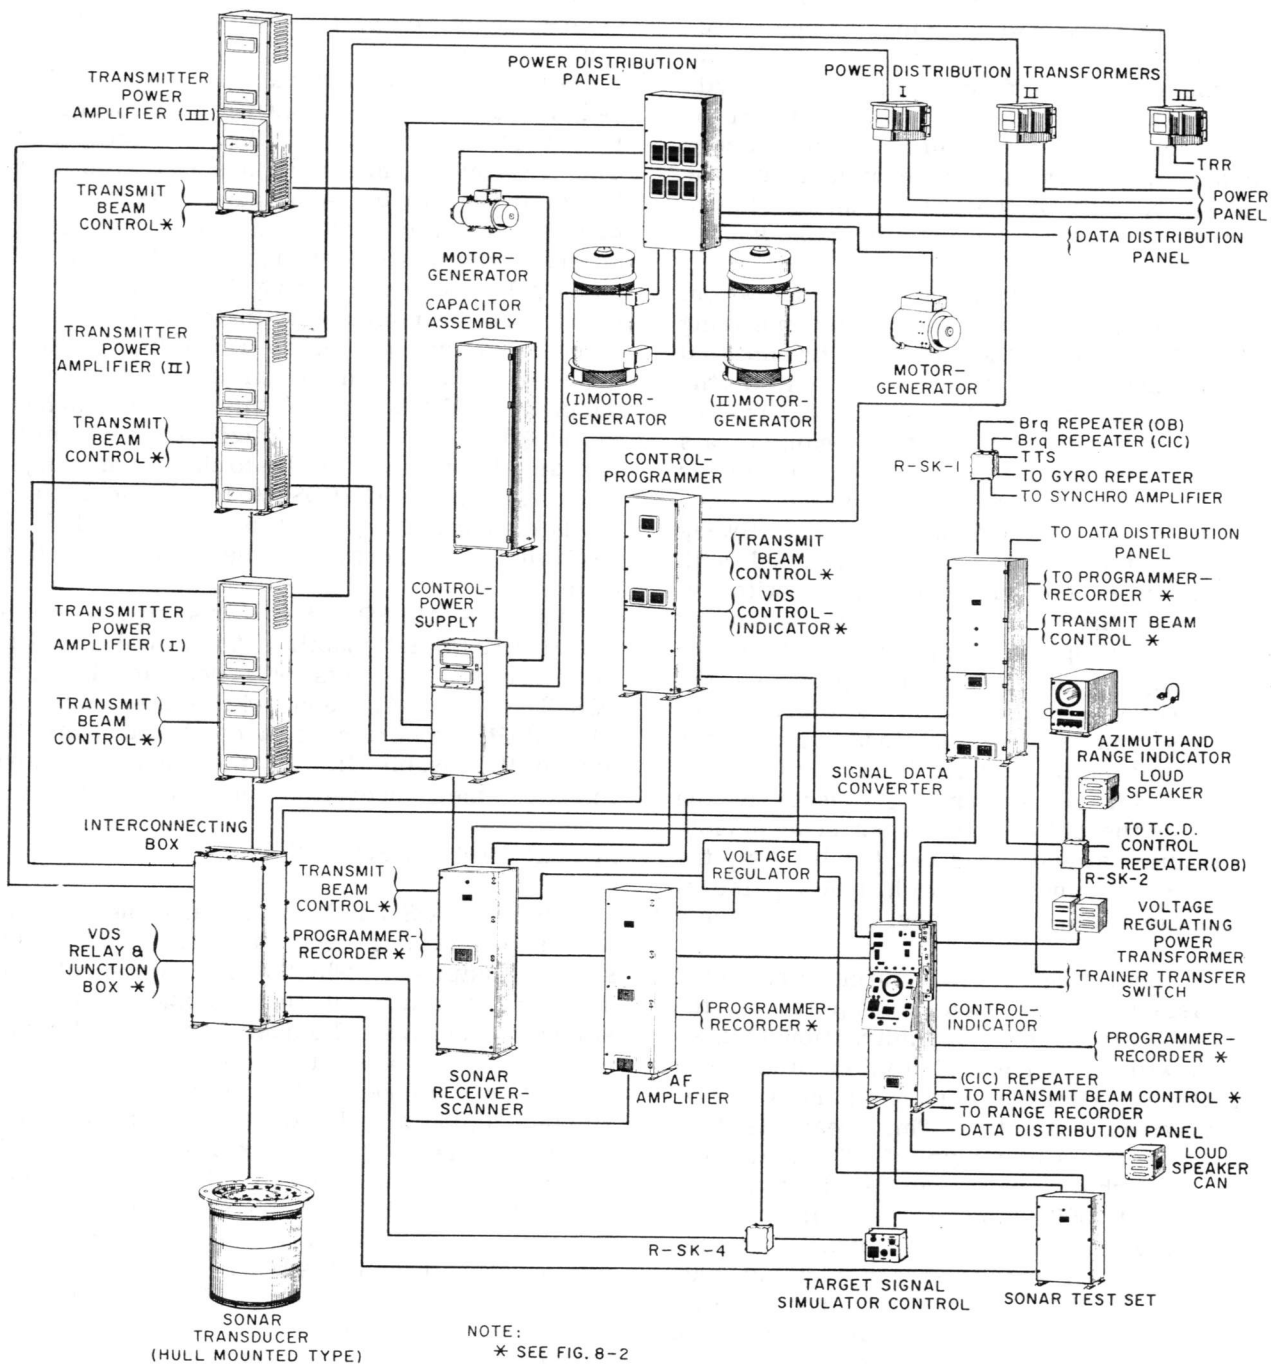 POWER DISTRIBUTION
PANEL
POWER DISTRIBUTION TRANSFORMERS
I
II
III
TRANSMITTER
POWER
AMPLIFIER (III)
TRANSMIT
BEAM
CONTROL *
TRR
POWER
PANEL
DATA DISTRIBUTION
PANEL
MOTOR-
GENERATOR
CAPACITOR
ASSEMBLY
(I) MOTOR-
GENERATOR
(II) MOTOR-
GENERATOR
MOTOR-
GENERATOR
TRANSMITTER
POWER
AMPLIFIER (II)
TRANSMIT
BEAM
CONTROL *
CONTROL-
PROGRAMMER
R-SK-1
Brq REPEATER (OB)
Brq REPEATER (CIC)
TTS
TO GYRO REPEATER
TO SYNCHRO AMPLIFIER
TRANSMIT
BEAM
CONTROL *
VDS
CONTROL-
INDICATOR *
TO DATA DISTRIBUTION
PANEL
TO PROGRAMMER-
RECORDER *
TRANSMIT BEAM
CONTROL *
TRANSMITTER
POWER
AMPLIFIER (I)
CONTROL-
POWER
SUPPLY
TRANSMIT
BEAM
CONTROL *
AZIMUTH AND
RANGE INDICATOR
LOUD
SPEAKER
SIGNAL DATA
CONVERTER
INTERCONNECTING
BOX
TO T.C.D.
CONTROL
REPEATER (OB)
R-SK-2
TRANSMIT
BEAM
CONTROL *
PROGRAMMER-
RECORDER *
VOLTAGE
REGULATOR
VOLTAGE
REGULATING
POWER
TRANSFORMER
TRAINER TRANSFER
SWITCH
VDS
RELAY &
JUNCTION
BOX *
PROGRAMMER-
RECORDER *
CONTROL-
INDICATOR
PROGRAMMER-
RECORDER *
SONAR
RECEIVER-
SCANNER
AF
AMPLIFIER
(CIC) REPEATER
TO TRANSMIT BEAM CONTROL *
TO RANGE RECORDER
DATA DISTRIBUTION PANEL
LOUD
SPEAKER
CAN
R-SK-4
TARGET SIGNAL
SIMULATOR CONTROL
SONAR TEST SET
SONAR
TRANSDUCER
(HULL MOUNTED TYPE)
NOTE:
* SEE FIG. 8-2